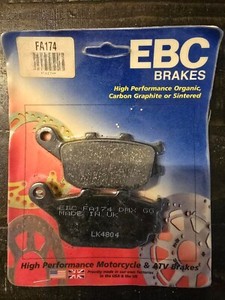 FA174
EBC
BRAKES
High Performance Organic,
Carbon Graphite or Sintered
EBC FA174
MADE IN UK
LK4804
High Performance Motorcycle & ATV Brakes